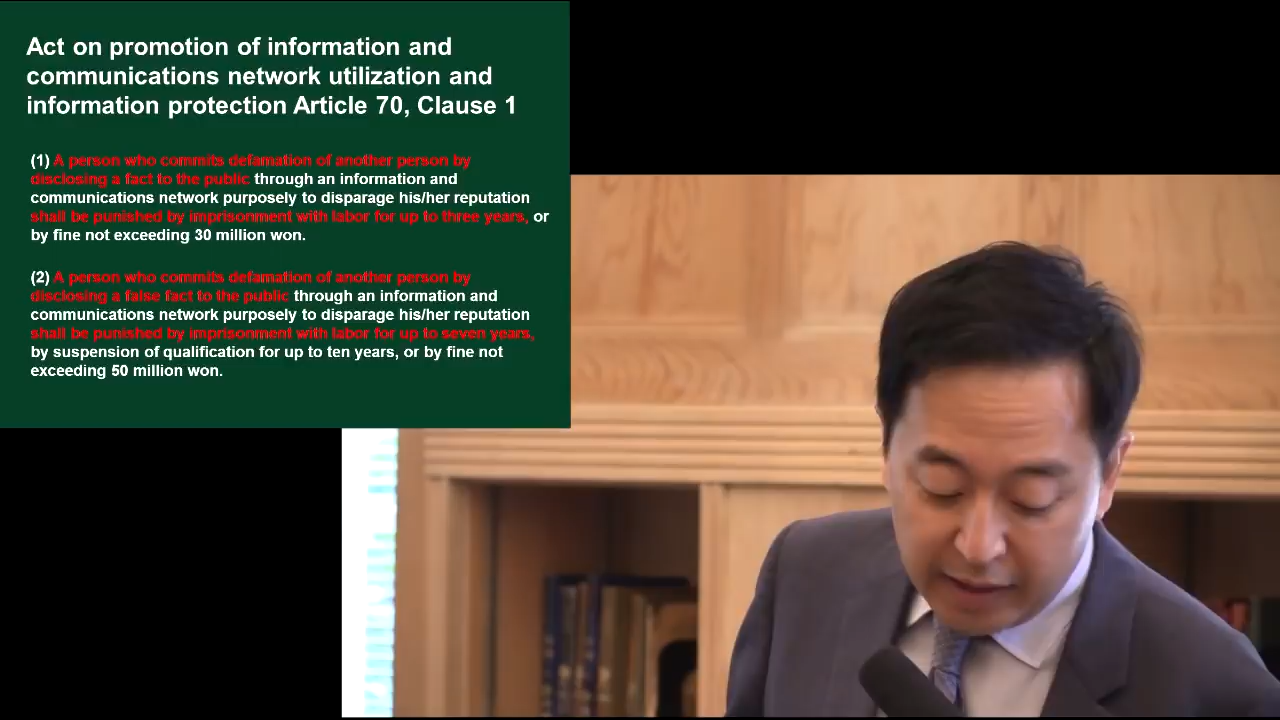 Act on promotion of information and
communications network utilization and
information protection Article 70, Clause 1
(1) A person who commits defamation of another person by
disclosing a fact to the public through an information and
communications network purposely to disparage his/her reputation
shall be punished by imprisonment with labor for up to three years, or
by fine not exceeding 30 million won.
(2) A person who commits defamation of another person by
disclosing a false fact to the public through an information and
communications network purposely to disparage his/her reputation
shall be punished by imprisonment with labor for up to seven years,
by suspension of qualification for up to ten years, or by fine not
exceeding 50 million won.